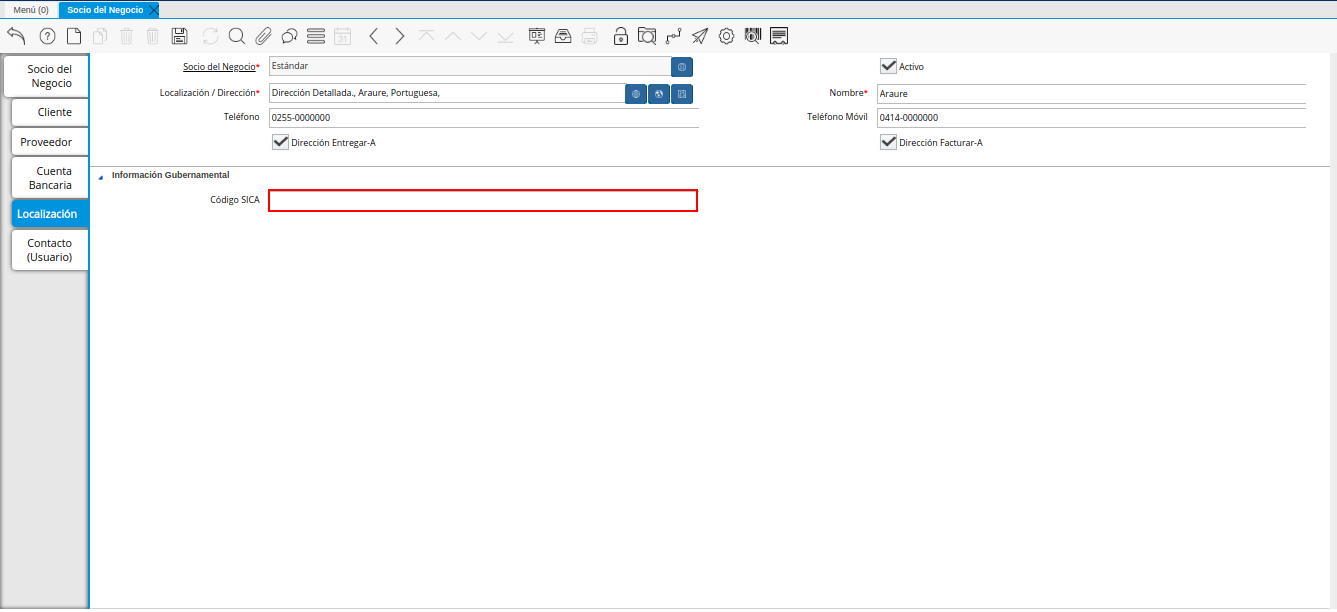 Menú (0)
Socio del Negocio
31
Socio del
Negocio
Cliente
Proveedor
Cuenta
Bancaria
Localización
Contacto
(Usuario)
Socio del Negocio* Estándar
Activo
Localización / Dirección* Dirección Detallada., Araure, Portuguesa,
Nombre* Araure
Teléfono 0255-0000000
Teléfono Móvil 0414-0000000
Dirección Entregar-A
Dirección Facturar-A
Información Gubernamental
Código SICA